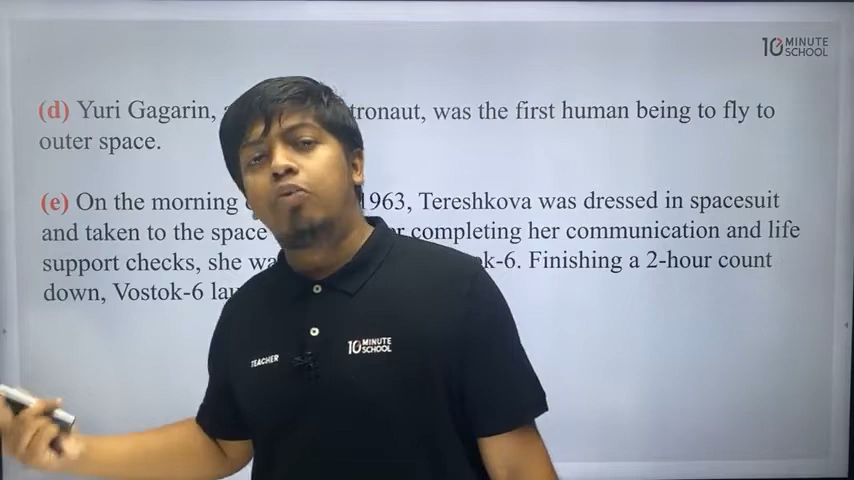 10 MINUTE
SCHOOL
(d) Yuri Gagarin, tronaut, was the first human being to fly to
outer space.
(e) On the morning 1963, Tereshkova was dressed in spacesuit
and taken to the space completing her communication and life
support checks, she k-6. Finishing a 2-hour count
down, Vostok-6
TEACHER
10 MINUTE
SCHOOL